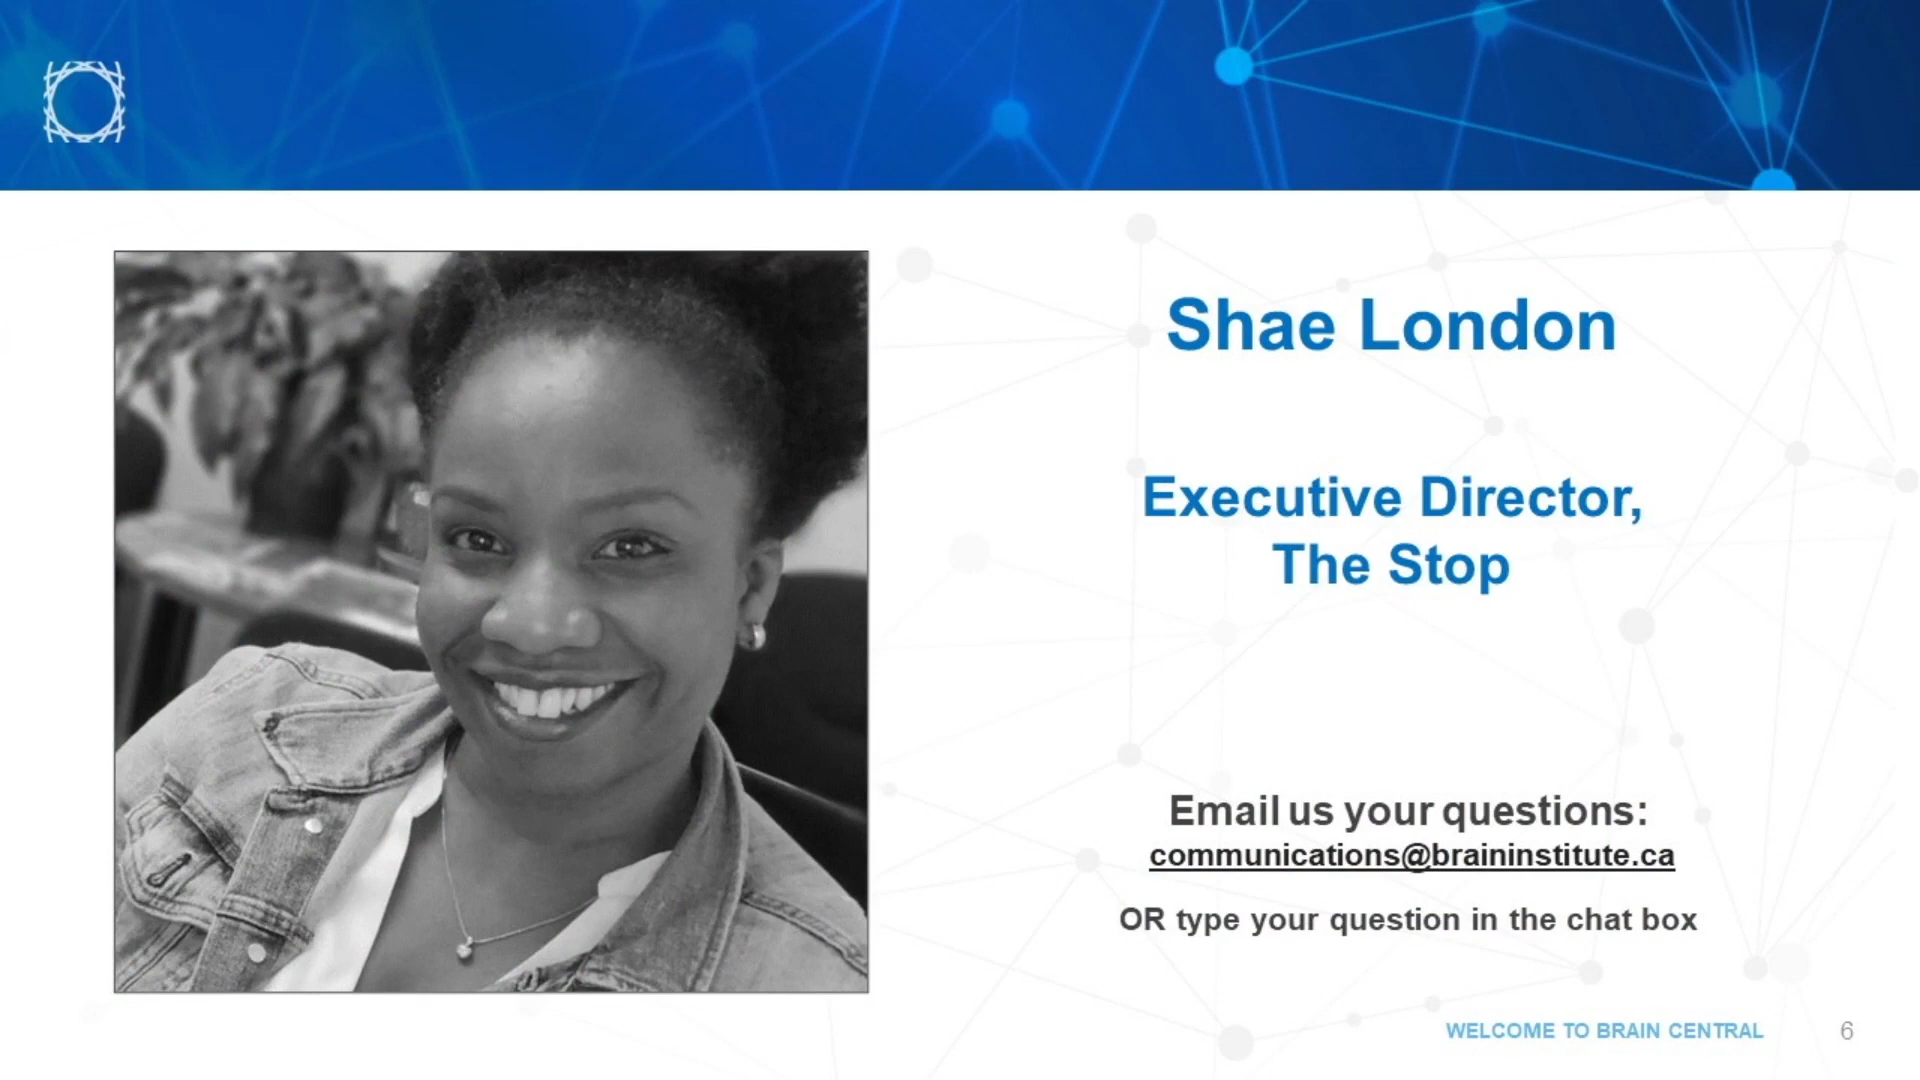 Shae London
Executive Director,
The Stop
Email us your questions:
communications@braininstitute.ca
OR type your question in the chat box
WELCOME TO BRAIN CENTRAL
6